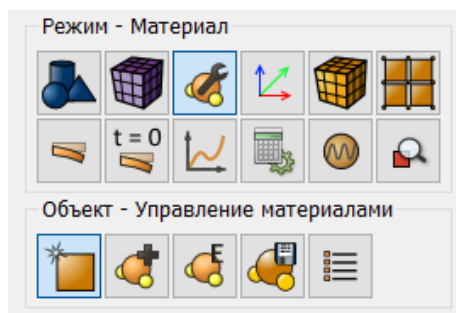 Режим - Материал
t = 0
Объект - Управление материалами
E